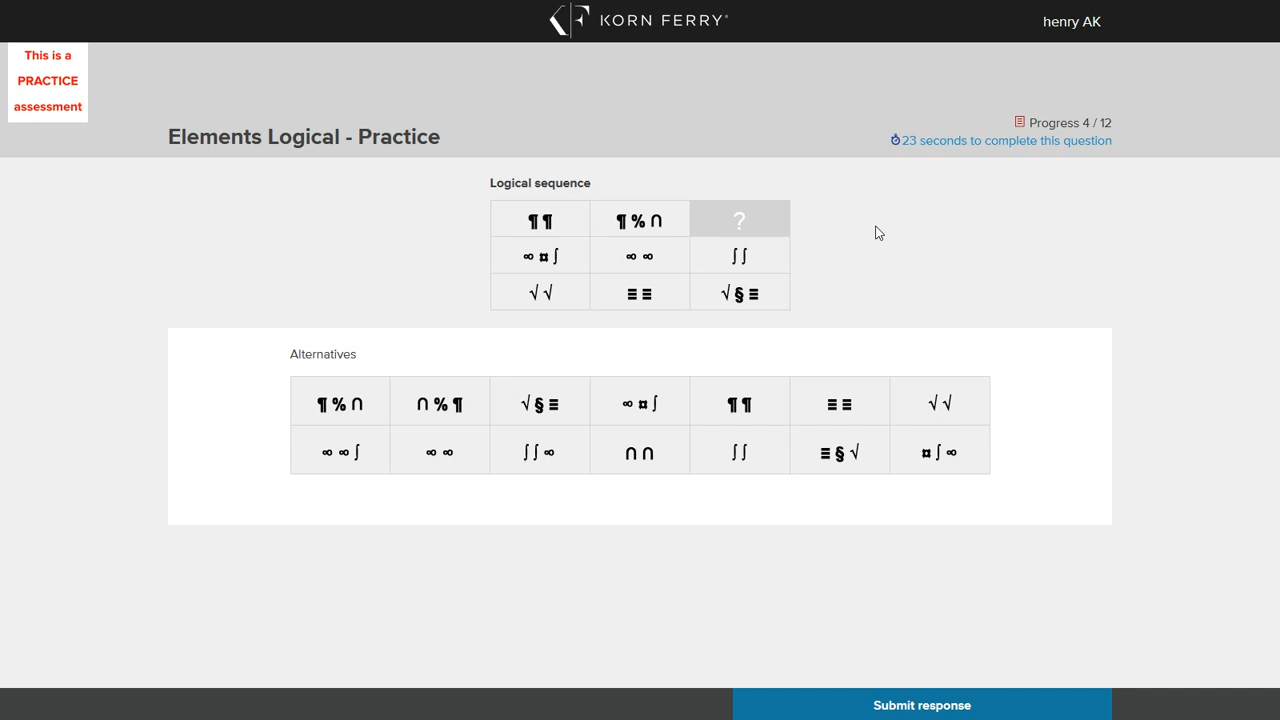 KORN FERRY®
henry AK
This is a
PRACTICE
assessment
Elements Logical - Practice
Progress 4 / 12
23 seconds to complete this question
Logical sequence
¶ ¶ ¶ % ∩ ?
∞ ¤ ∫ ∞ ∞ ∫ ∫
√ √ ≡ ≡ √ § ≡
Alternatives
¶ % ∩ ∩ % ¶ √ § ≡ ∞ ¤ ∫ ¶ ¶ ≡ ≡ √ √
∞ ∞ ∫ ∞ ∞ ∫ ∫ ∞ ∩ ∩ ∫ ∫ ≡ § √ ¤ ∫ ∞
Submit response